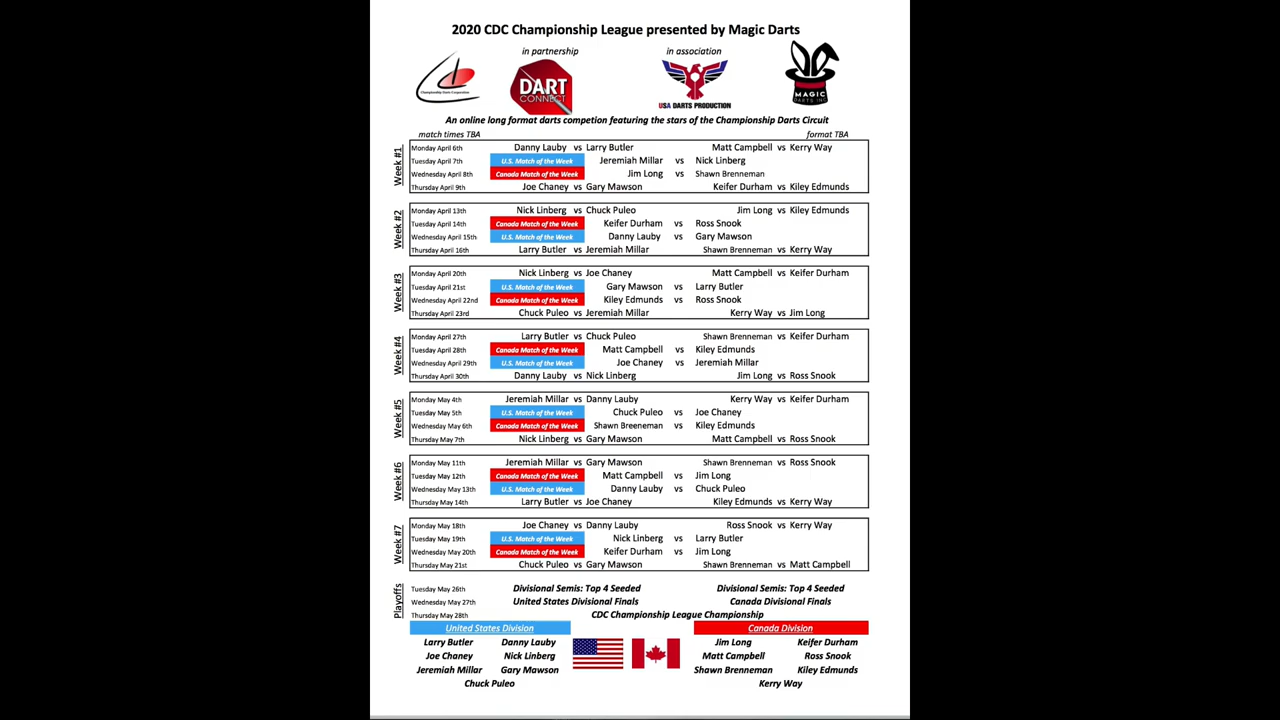 2020 CDC Championship League presented by Magic Darts
in partnership in association
Championship Darts Corporation
DART
CONNECT
USA DARTS PRODUCTION
MAGIC
DARTS INC
An online long format darts competion featuring the stars of the Championship Darts Circuit
match times TBA format TBA
Week #1
Monday April 6th Danny Lauby vs Larry Butler Matt Campbell vs Kerry Way
Tuesday April 7th U.S. Match of the Week Jeremiah Millar vs Nick Linberg
Wednesday April 8th Canada Match of the Week Jim Long vs Shawn Brenneman
Thursday April 9th Joe Chaney vs Gary Mawson Keifer Durham vs Kiley Edmunds
Week #2
Monday April 13th Nick Linberg vs Chuck Puleo Jim Long vs Kiley Edmunds
Tuesday April 14th Canada Match of the Week Keifer Durham vs Ross Snook
Wednesday April 15th U.S. Match of the Week Danny Lauby vs Gary Mawson
Thursday April 16th Larry Butler vs Jeremiah Millar Shawn Brenneman vs Kerry Way
Week #3
Monday April 20th Nick Linberg vs Joe Chaney Matt Campbell vs Keifer Durham
Tuesday April 21st U.S. Match of the Week Gary Mawson vs Larry Butler
Wednesday April 22nd Canada Match of the Week Kiley Edmunds vs Ross Snook
Thursday April 23rd Chuck Puleo vs Jeremiah Millar Kerry Way vs Jim Long
Week #4
Monday April 27th Larry Butler vs Chuck Puleo Shawn Brenneman vs Keifer Durham
Tuesday April 28th Canada Match of the Week Matt Campbell vs Kiley Edmunds
Wednesday April 29th U.S. Match of the Week Joe Chaney vs Jeremiah Millar
Thursday April 30th Danny Lauby vs Nick Linberg Jim Long vs Ross Snook
Week #5
Monday May 4th Jeremiah Millar vs Danny Lauby Kerry Way vs Keifer Durham
Tuesday May 5th U.S. Match of the Week Chuck Puleo vs Joe Chaney
Wednesday May 6th Canada Match of the Week Shawn Breeneman vs Kiley Edmunds
Thursday May 7th Nick Linberg vs Gary Mawson Matt Campbell vs Ross Snook
Week #6
Monday May 11th Jeremiah Millar vs Gary Mawson Shawn Brenneman vs Ross Snook
Tuesday May 12th Canada Match of the Week Matt Campbell vs Jim Long
Wednesday May 13th U.S. Match of the Week Danny Lauby vs Chuck Puleo
Thursday May 14th Larry Butler vs Joe Chaney Kiley Edmunds vs Kerry Way
Week #7
Monday May 18th Joe Chaney vs Danny Lauby Ross Snook vs Kerry Way
Tuesday May 19th U.S. Match of the Week Nick Linberg vs Larry Butler
Wednesday May 20th Canada Match of the Week Keifer Durham vs Jim Long
Thursday May 21st Chuck Puleo vs Gary Mawson Shawn Brenneman vs Matt Campbell
Playoffs
Tuesday May 26th Divisional Semis: Top 4 Seeded Divisional Semis: Top 4 Seeded
Wednesday May 27th United States Divisional Finals Canada Divisional Finals
Thursday May 28th CDC Championship League Championship
United States Division Canada Division
Larry Butler Danny Lauby Jim Long Keifer Durham
Joe Chaney Nick Linberg Matt Campbell Ross Snook
Jeremiah Millar Gary Mawson Shawn Brenneman Kiley Edmunds
Chuck Puleo Kerry Way